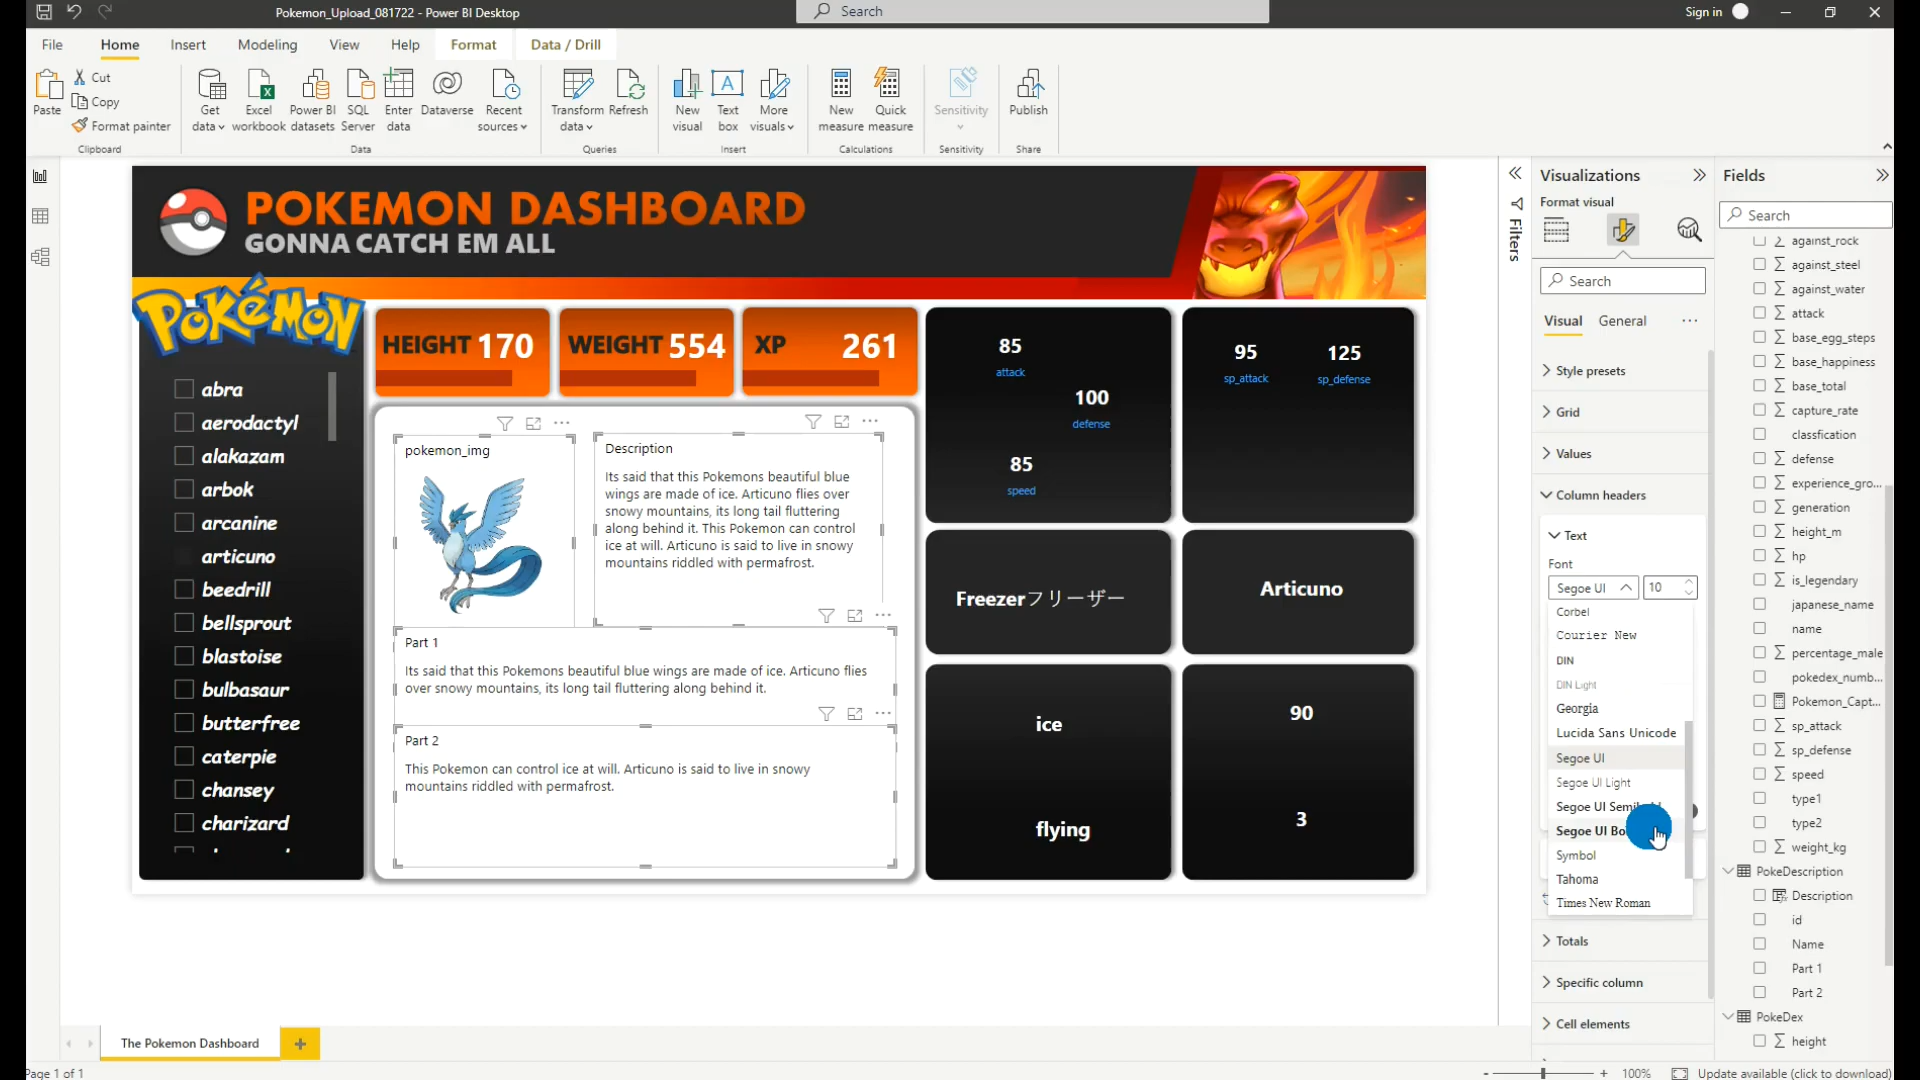 Pokemon_Upload_081722 - Power BI Desktop
Search
Sign in
File
Home
Insert
Modeling
View
Help
Format
Data / Drill
Paste
Cut
Copy
Format painter
Clipboard
Get data
Excel workbook
Power BI datasets
SQL Server
Enter data
Dataverse
Recent sources
Data
Transform data
Refresh
Queries
New visual
Text box
More visuals
Insert
New measure
Quick measure
Calculations
Sensitivity
Sensitivity
Publish
Share
POKEMON DASHBOARD
GONNA CATCH EM ALL
POKéMON
HEIGHT 170
WEIGHT 554
XP 261
abra
aerodactyl
alakazam
arbok
arcanine
articuno
beedrill
bellsprout
blastoise
bulbasaur
butterfree
caterpie
chansey
charizard
pokemon_img
Description
Its said that this Pokemons beautiful blue
wings are made of ice. Articuno flies over
snowy mountains, its long tail fluttering
along behind it. This Pokemon can control
ice at will. Articuno is said to live in snowy
mountains riddled with permafrost.
Part 1
Its said that this Pokemons beautiful blue wings are made of ice. Articuno flies
over snowy mountains, its long tail fluttering along behind it.
Part 2
This Pokemon can control ice at will. Articuno is said to live in snowy
mountains riddled with permafrost.
85
attack
100
defense
85
speed
95
sp_attack
125
sp_defense
Freezerフリーザー
Articuno
ice
flying
90
3
Filters
Visualizations
Format visual
Search
Visual
General
Style presets
Grid
Values
Column headers
Text
Font
Segoe UI
10
Corbel
Courier New
DIN
DIN Light
Georgia
Lucida Sans Unicode
Segoe UI
Segoe UI Light
Segoe UI
Segoe UI
Symbol
Tahoma
Times New Roman
Totals
Specific column
Cell elements
Fields
Search
against_rock
against_steel
against_water
attack
base_egg_steps
base_happiness
base_total
capture_rate
classfication
defense
experience_gro...
generation
height_m
hp
is_legendary
japanese_name
name
percentage_male
pokedex_numb...
Pokemon_Capt...
sp_attack
sp_defense
speed
type1
type2
weight_kg
PokeDescription
Description
id
Name
Part 1
Part 2
PokeDex
height
The Pokemon Dashboard
Page 1 of 1
100%
Update available (click to download)